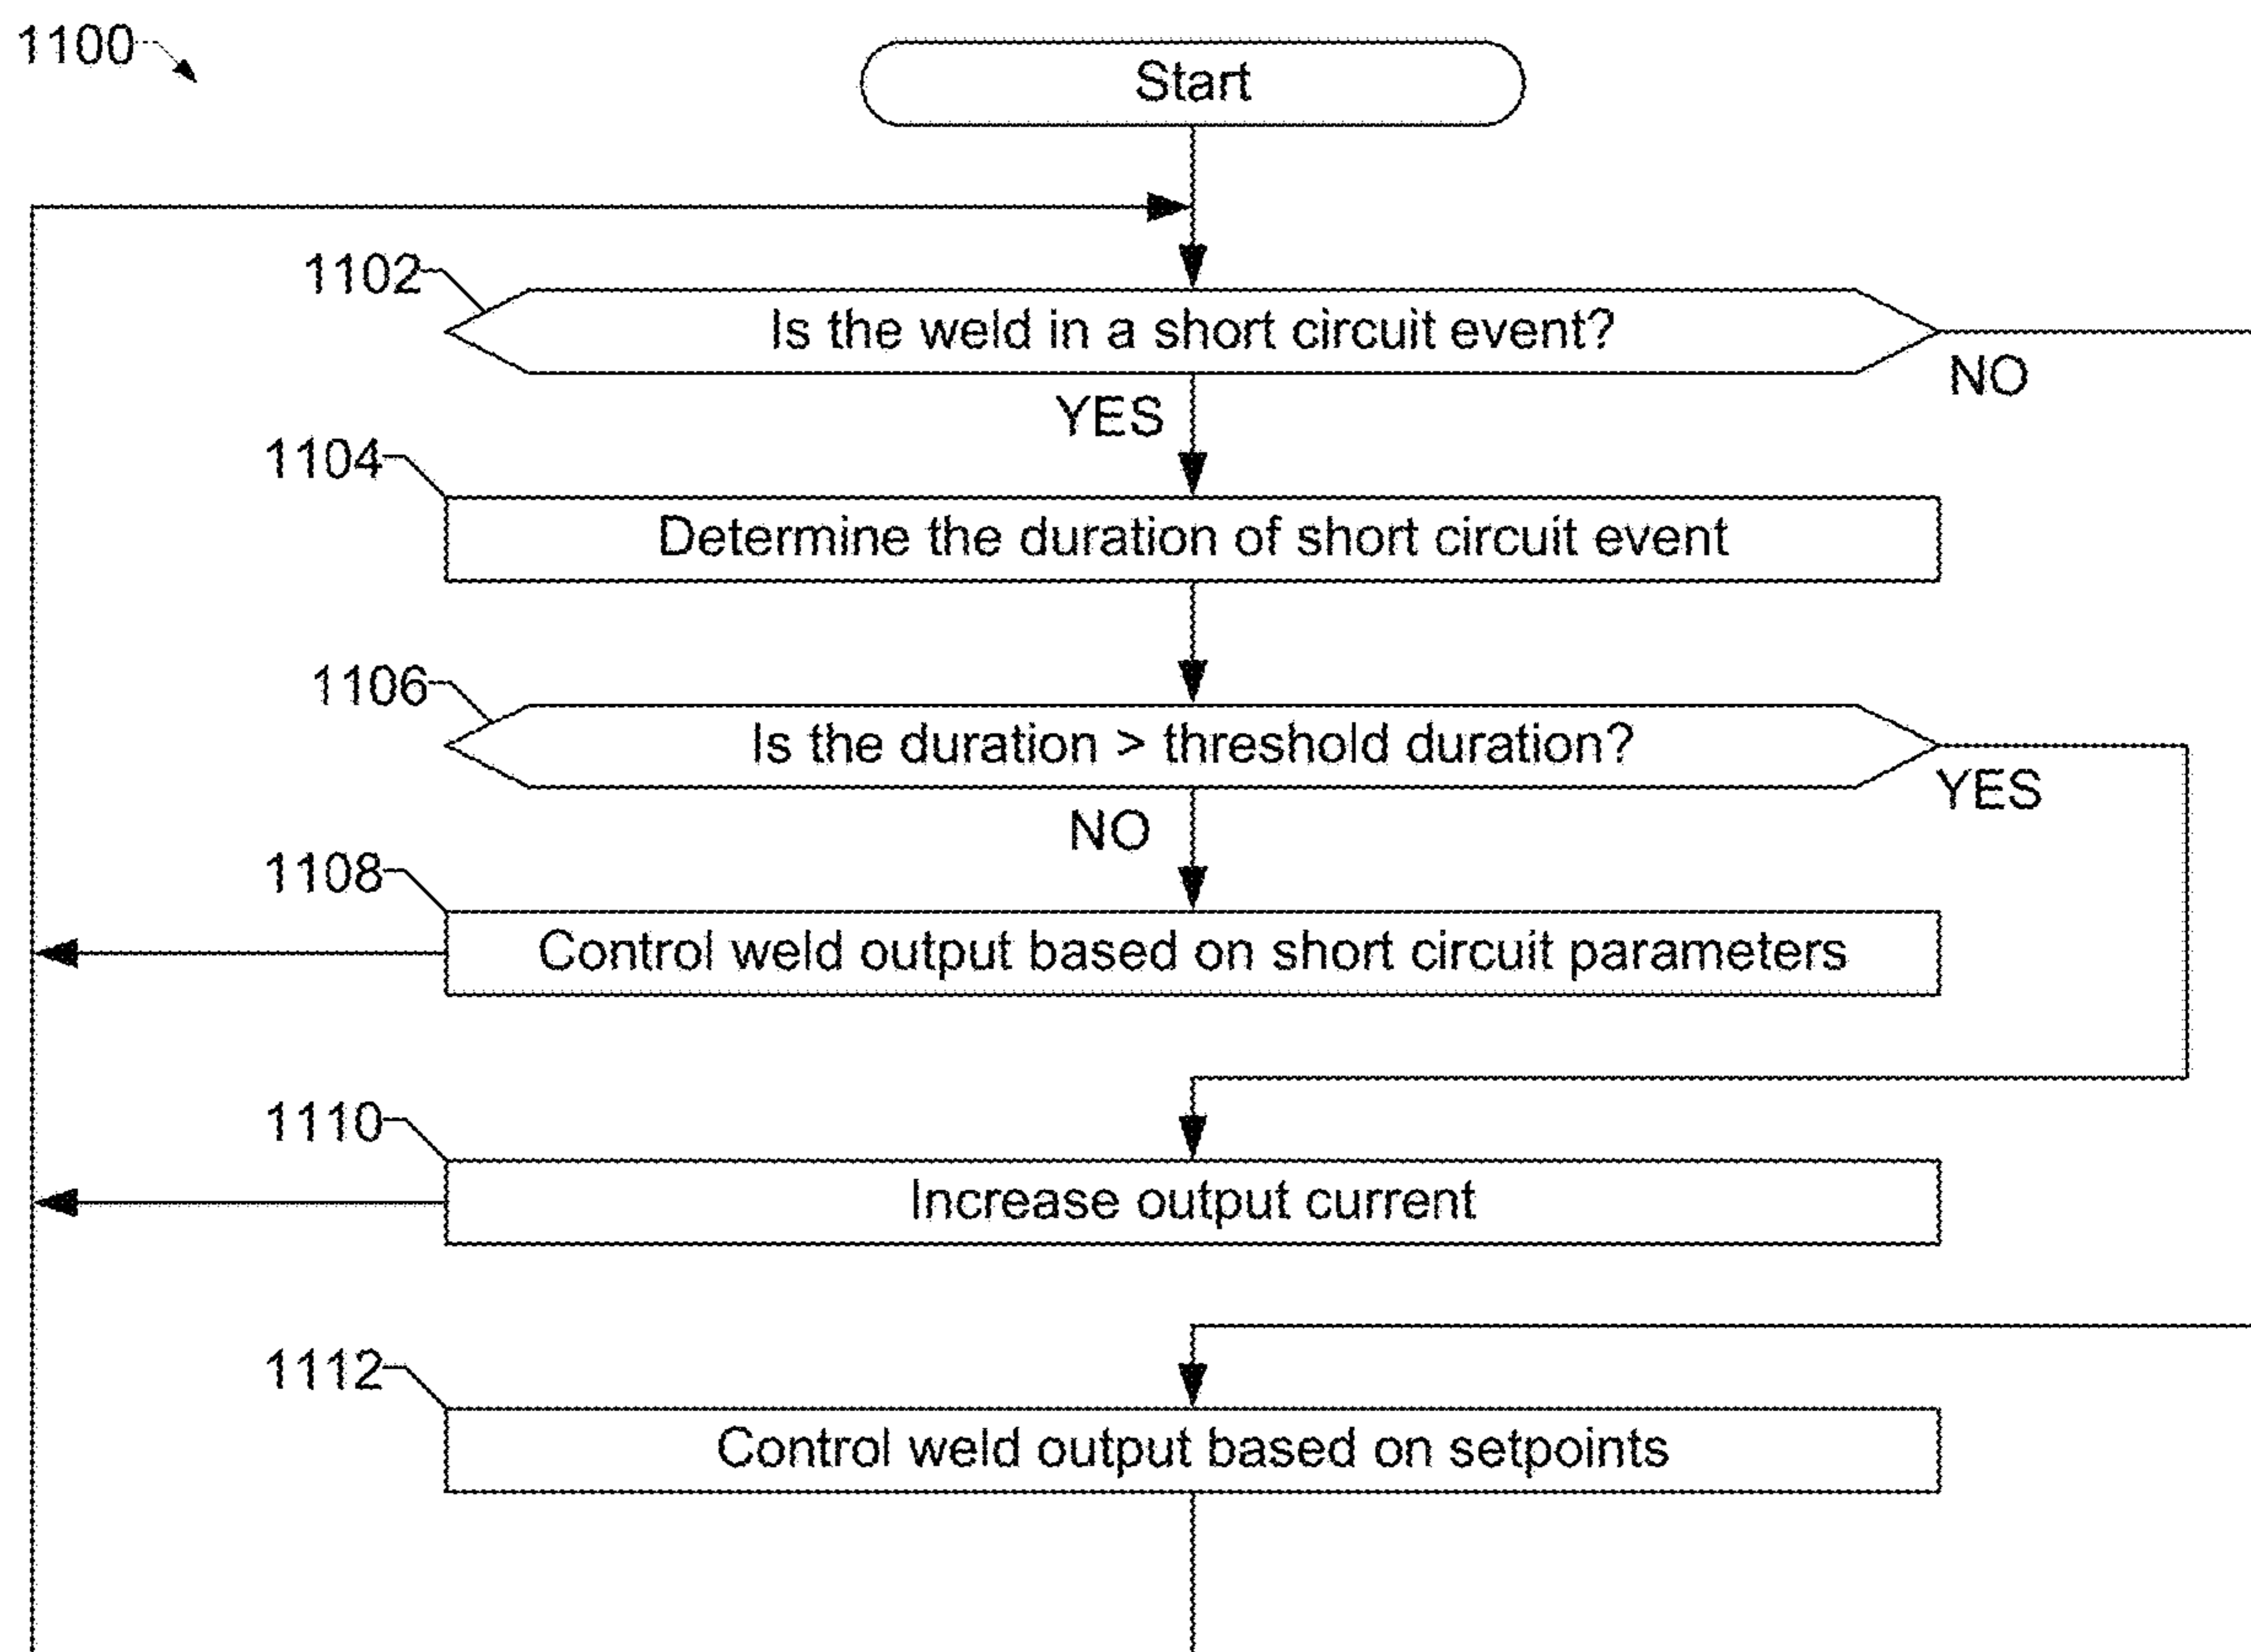 1100
Start
1102
Is the weld in a short circuit event?
NO
YES
1104
Determine the duration of short circuit event
1106
Is the duration > threshold duration?
YES
NO
1108
Control weld output based on short circuit parameters
1110
Increase output current
1112
Control weld output based on setpoints